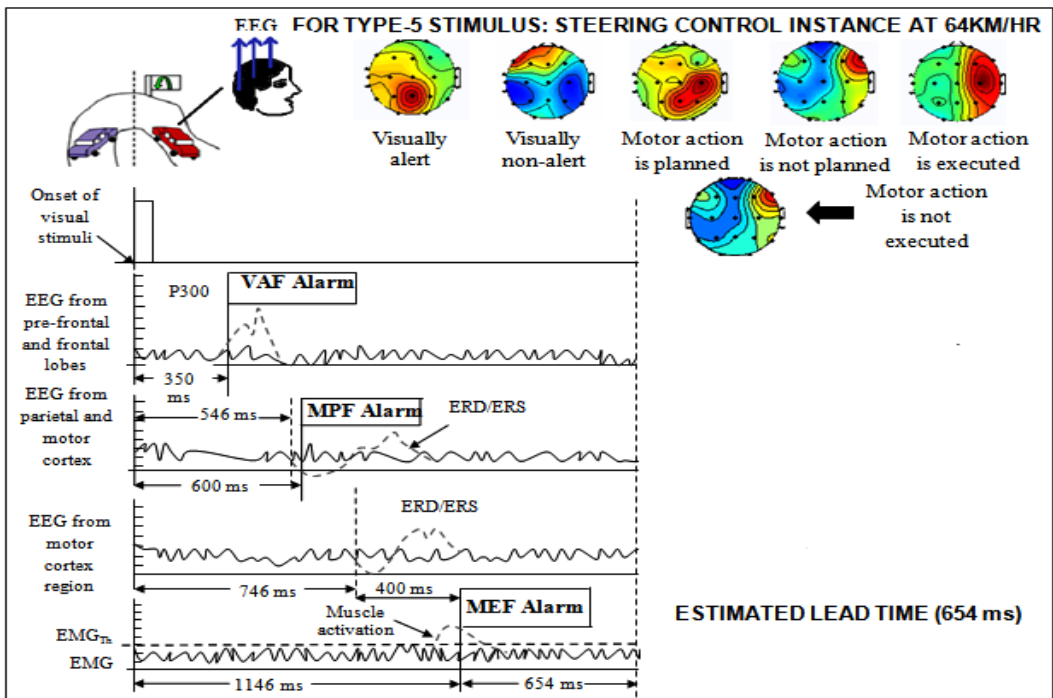 EEG FOR TYPE-5 STIMULUS: STEERING CONTROL INSTANCE AT 64KM/HR
Visually
alert
Visually
non-alert
Motor action
is planned
Motor action
is not planned
Motor action
is executed
Motor action
is not
executed
Onset of
visual
stimuli
EEG from
pre-frontal
and frontal
lobes
P300
VAF Alarm
350
ms
EEG from
parietal and
motor
cortex
546 ms
MPF Alarm
ERD/ERS
600 ms
EEG from
motor
cortex
region
ERD/ERS
746 ms
400 ms
MEF Alarm
Muscle
activation
ESTIMATED LEAD TIME (654 ms)
EMGTh
EMG
1146 ms
654 ms